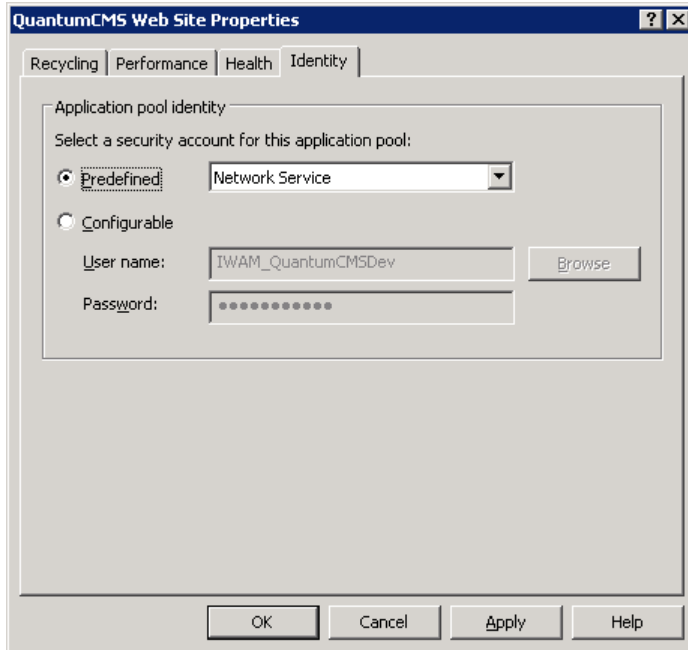 QuantumCMS Web Site Properties
Recycling Performance Health Identity
Application pool identity
Select a security account for this application pool:
Predefined Network Service
Configurable
User name: IWAM_QuantumCMSDev Browse
Password: ●●●●●●●●●●●
OK Cancel Apply Help